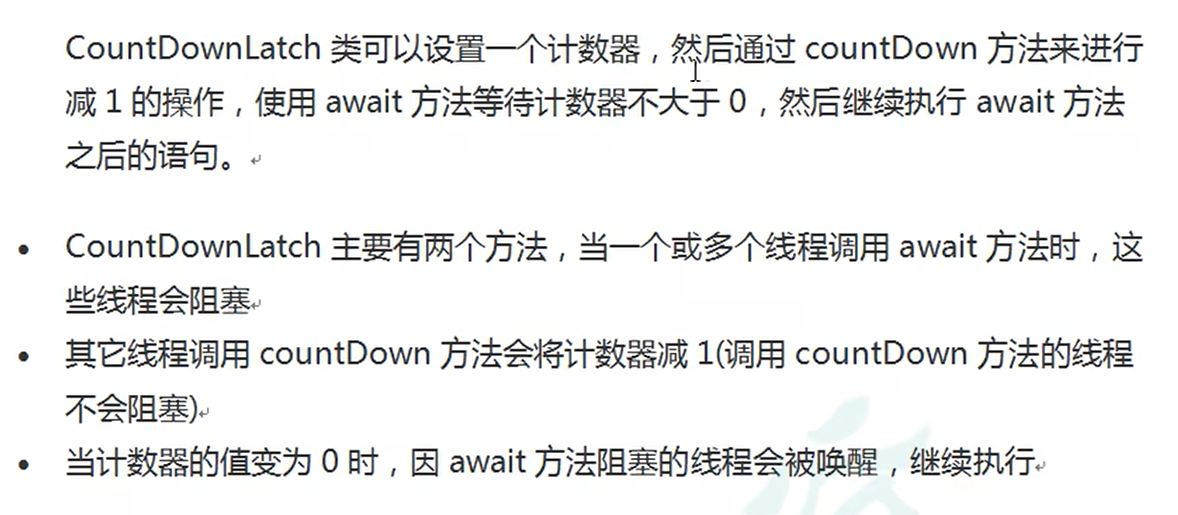 CountDownLatch 类可以设置一个计数器，然后通过 countDown 方法来进行
减 1 的操作，使用 await 方法等待计数器不大于 0，然后继续执行 await 方法
之后的语句。
• CountDownLatch 主要有两个方法，当一个或多个线程调用 await 方法时，这
些线程会阻塞
• 其它线程调用 countDown 方法会将计数器减 1(调用 countDown 方法的线程
不会阻塞)
• 当计数器的值变为 0 时，因 await 方法阻塞的线程会被唤醒，继续执行